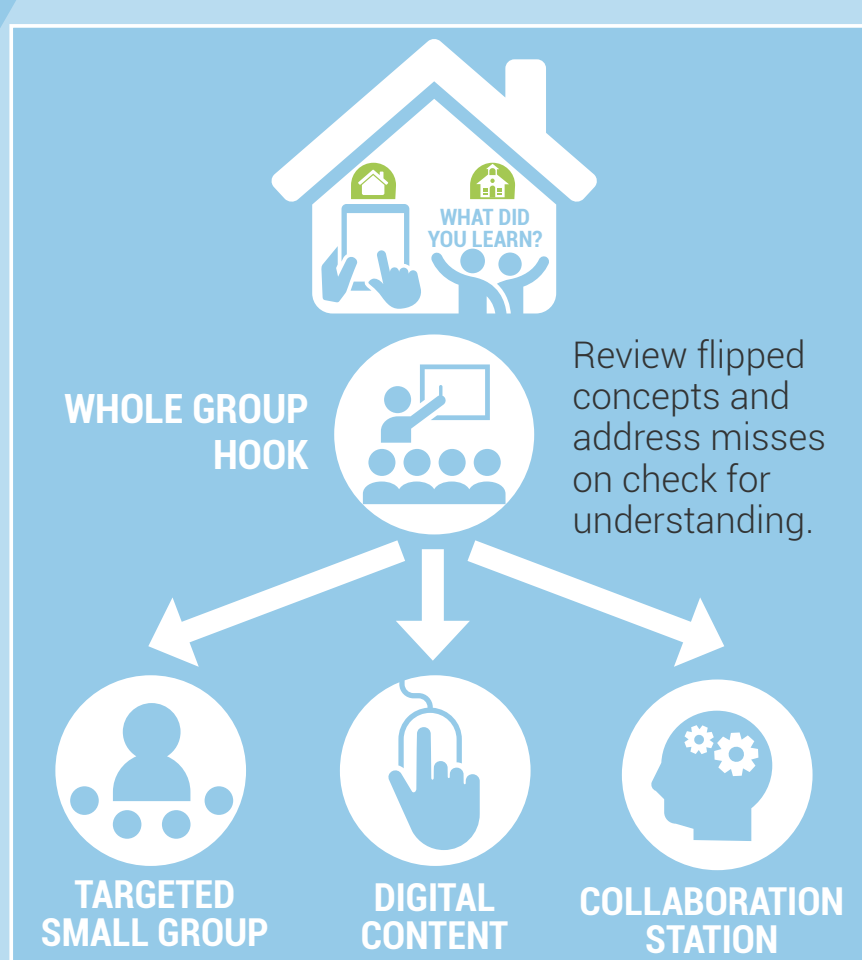 WHAT DID
YOU LEARN?
WHOLE GROUP
HOOK
Review flipped
concepts and
address misses
on check for
understanding.
TARGETED
SMALL GROUP
DIGITAL
CONTENT
COLLABORATION
STATION